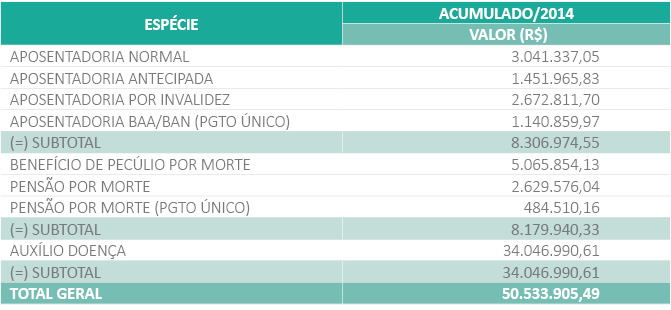 ESPÉCIE ACUMULADO/2014
VALOR (R$)
APOSENTADORIA NORMAL 3.041.337,05
APOSENTADORIA ANTECIPADA 1.451.965,83
APOSENTADORIA POR INVALIDEZ 2.672.811,70
APOSENTADORIA BAA/BAN (PGTO ÚNICO) 1.140.859,97
(=) SUBTOTAL 8.306.974,55
BENEFÍCIO DE PECÚLIO POR MORTE 5.065.854,13
PENSÃO POR MORTE 2.629.576,04
PENSÃO POR MORTE (PGTO ÚNICO) 484.510,16
(=) SUBTOTAL 8.179.940,33
AUXÍLIO DOENÇA 34.046.990,61
(=) SUBTOTAL 34.046.990,61
TOTAL GERAL 50.533.905,49